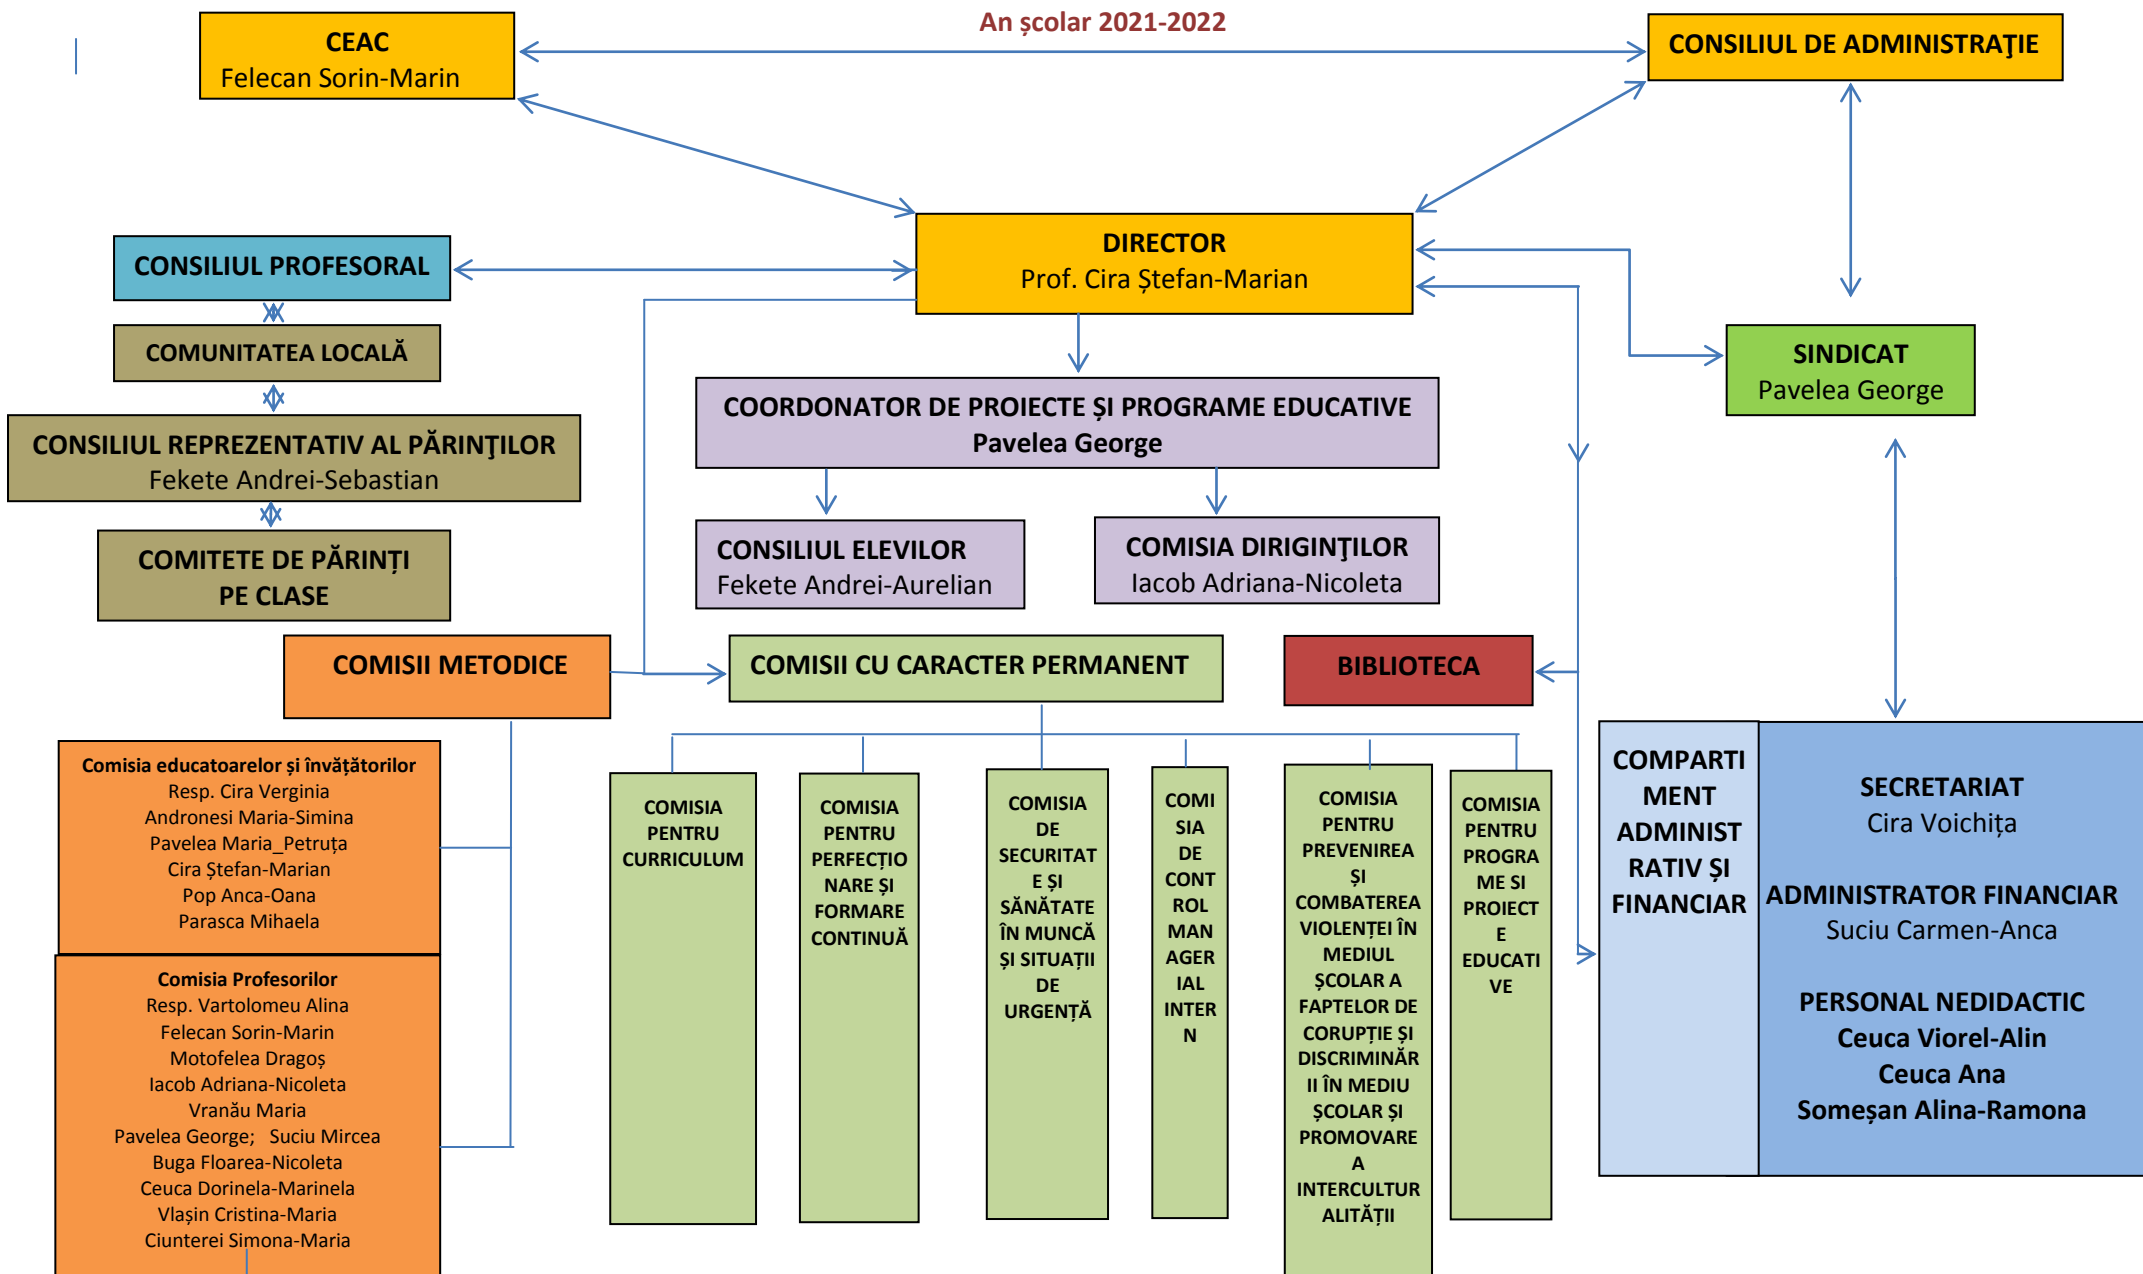 An școlar 2021-2022
CEAC
Felecan Sorin-Marin
CONSILIUL DE ADMINISTRAŢIE
DIRECTOR
Prof. Cira Ștefan-Marian
CONSILIUL PROFESORAL
COMUNITATEA LOCALĂ
CONSILIUL REPREZENTATIV AL PĂRINŢILOR
Fekete Andrei-Sebastian
COMITETE DE PĂRINȚI
PE CLASE
SINDICAT
Pavelea George
COORDONATOR DE PROIECTE ȘI PROGRAME EDUCATIVE
Pavelea George
CONSILIUL ELEVILOR
Fekete Andrei-Aurelian
COMISIA DIRIGINŢILOR
Iacob Adriana-Nicoleta
COMISII METODICE
COMISII CU CARACTER PERMANENT
BIBLIOTECA
Comisia educatoarelor și învățătorilor
Resp. Cira Verginia
Andronesi Maria-Simina
Pavelea Maria_Petruța
Cira Ștefan-Marian
Pop Anca-Oana
Parasca Mihaela
Comisia Profesorilor
Resp. Vartolomeu Alina
Felecan Sorin-Marin
Motofelea Dragoș
Iacob Adriana-Nicoleta
Vranău Maria
Pavelea George;   Suciu Mircea
Buga Floarea-Nicoleta
Ceuca Dorinela-Marinela
Vlașin Cristina-Maria
Ciunterei Simona-Maria
COMISIA
PENTRU
CURRICULUM
COMISIA
PENTRU
PERFECȚIO
NARE ȘI
FORMARE
CONTINUĂ
COMISIA
DE
SECURITAT
E ȘI
SĂNĂTATE
ÎN MUNCĂ
ȘI SITUAȚII
DE
URGENȚĂ
COMI
SIA
DE
CONT
ROL
MAN
AGER
IAL
INTER
N
COMISIA
PENTRU
PREVENIREA
ȘI
COMBATEREA
VIOLENȚEI ÎN
MEDIUL
ȘCOLAR A
FAPTELOR DE
CORUPȚIE ȘI
DISCRIMINĂR
II ÎN MEDIU
ȘCOLAR ȘI
PROMOVARE
A
INTERCULTUR
ALITĂȚII
COMISIA
PENTRU
PROGRA
ME SI
PROIECT
E
EDUCATI
VE
COMPARTI
MENT
ADMINIST
RATIV ȘI
FINANCIAR
SECRETARIAT
Cira Voichița
ADMINISTRATOR FINANCIAR
Suciu Carmen-Anca
PERSONAL NEDIDACTIC
Ceuca Viorel-Alin
Ceuca Ana
Someșan Alina-Ramona